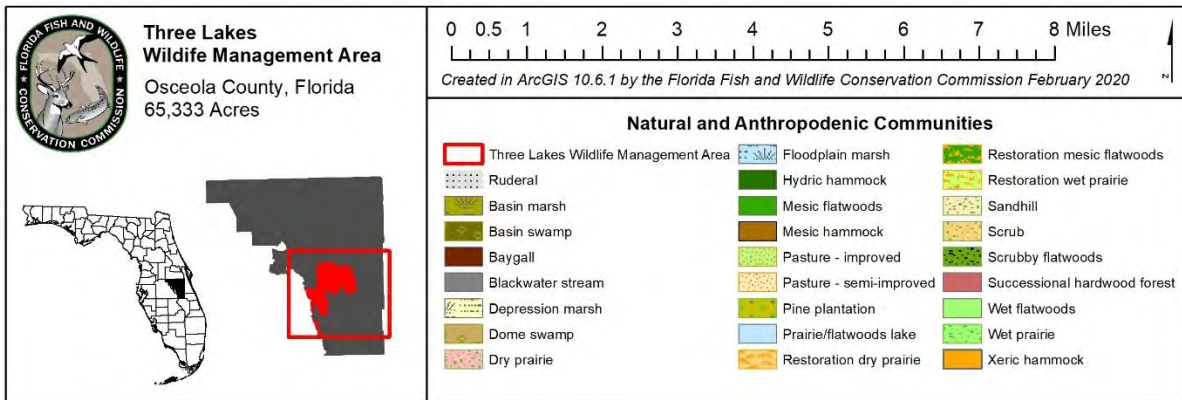 FLORIDA FISH AND WILDLIFE
CONSERVATION COMMISSION
Three Lakes
Wildlife Management Area
Osceola County, Florida
65,333 Acres
0 0.5 1 2 3 4 5 6 7 8 Miles
Created in ArcGIS 10.6.1 by the Florida Fish and Wildlife Conservation Commission February 2020
N
Natural and Anthropodenic Communities
Three Lakes Wildlife Management Area
Ruderal
Basin marsh
Basin swamp
Baygall
Blackwater stream
Depression marsh
Dome swamp
Dry prairie
Floodplain marsh
Hydric hammock
Mesic flatwoods
Mesic hammock
Pasture - improved
Pasture - semi-improved
Pine plantation
Prairie/flatwoods lake
Restoration dry prairie
Restoration mesic flatwoods
Restoration wet prairie
Sandhill
Scrub
Scrubby flatwoods
Successional hardwood forest
Wet flatwoods
Wet prairie
Xeric hammock